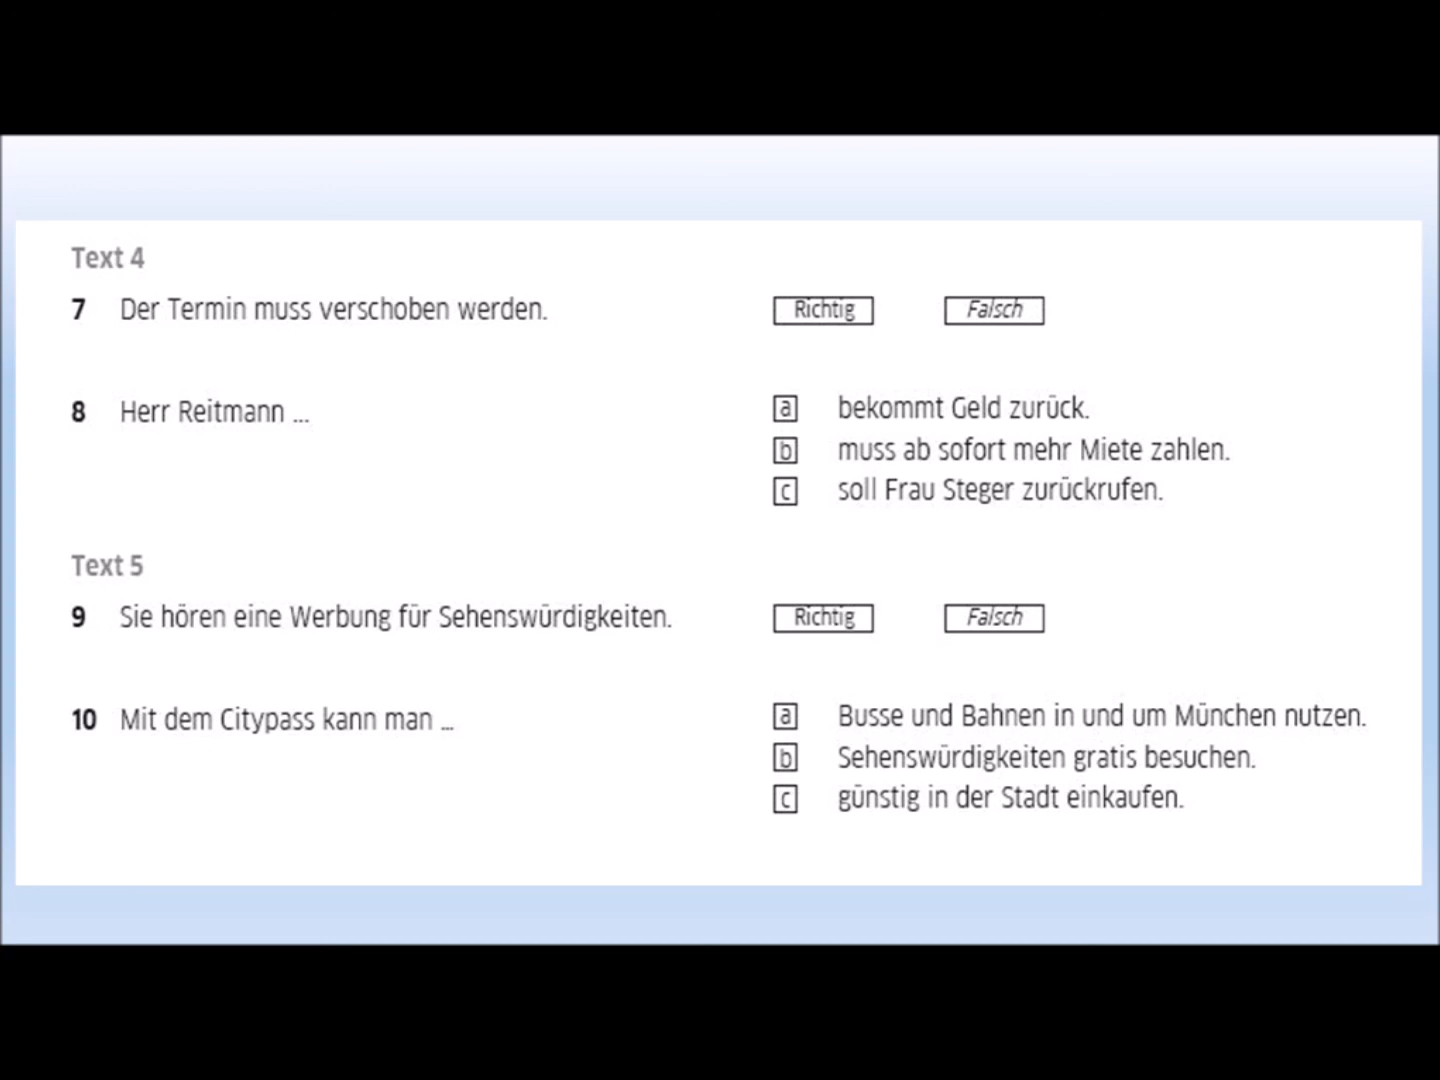 Text 4
7 Der Termin muss verschoben werden. Richtig Falsch
8 Herr Reitmann ... a bekommt Geld zurück.
b muss ab sofort mehr Miete zahlen.
c soll Frau Steger zurückrufen.
Text 5
9 Sie hören eine Werbung für Sehenswürdigkeiten. Richtig Falsch
10 Mit dem Citypass kann man ... a Busse und Bahnen in und um München nutzen.
b Sehenswürdigkeiten gratis besuchen.
c günstig in der Stadt einkaufen.